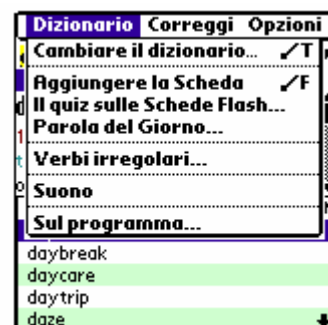 Dizionario Correggi Opzioni
Cambiare il dizionario... ✓T
Aggiungere la Scheda ✓F
Il quiz sulle Schede Flash...
Parola del Giorno...
Verbi irregolari...
Suono
Sul programma...
daybreak
daycare
daytrip
daze